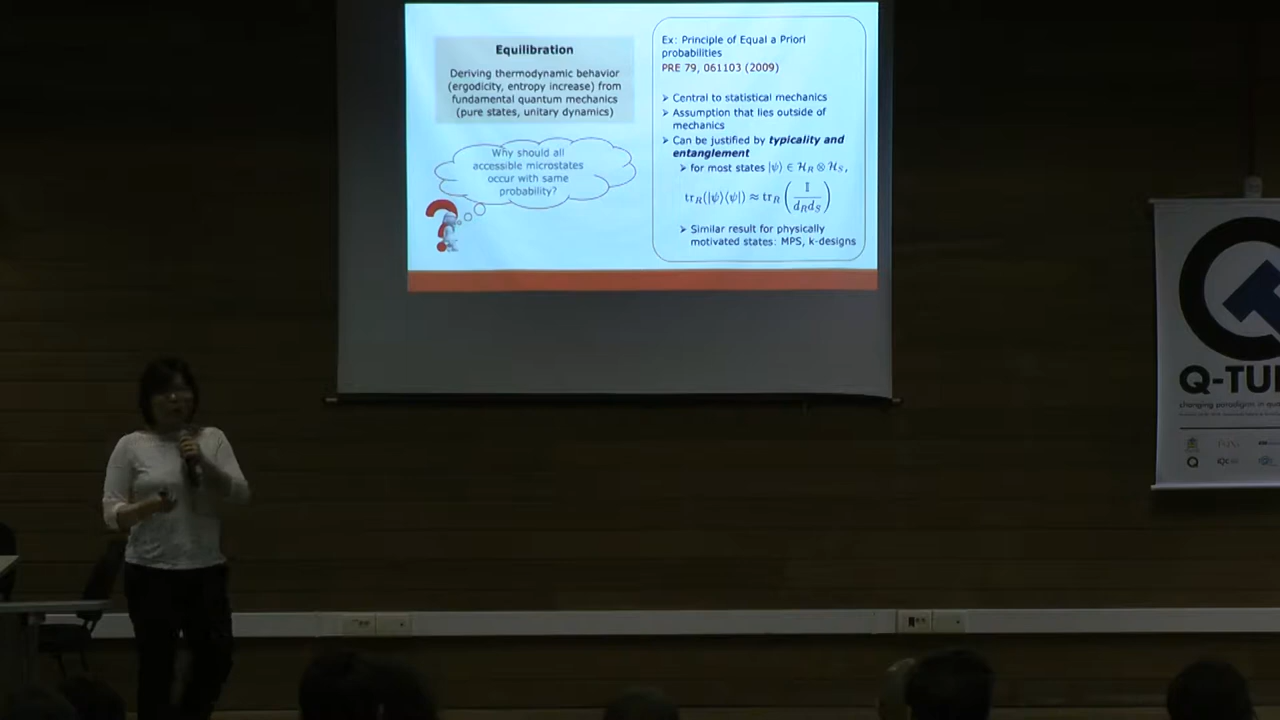 Equilibration
Deriving thermodynamic behavior
(ergodicity, entropy increase) from
fundamental quantum mechanics
(pure states, unitary dynamics)
Why should all
accessible microstates
occur with same
probability?
Ex: Principle of Equal a Priori
probabilities
PRE 79, 061103 (2009)
➢ Central to statistical mechanics
➢ Assumption that lies outside of
mechanics
➢ Can be justified by typicality and
entanglement
➢ for most states |ψ⟩ ∈ ℋ_R ⊗ ℋ_S,
tr_R(|ψ⟩⟨ψ|) ≈ tr_R (𝕀 / d_R d_S)
➢ Similar result for physically
motivated states: MPS, k-designs
Q-TU
changing paradigm in